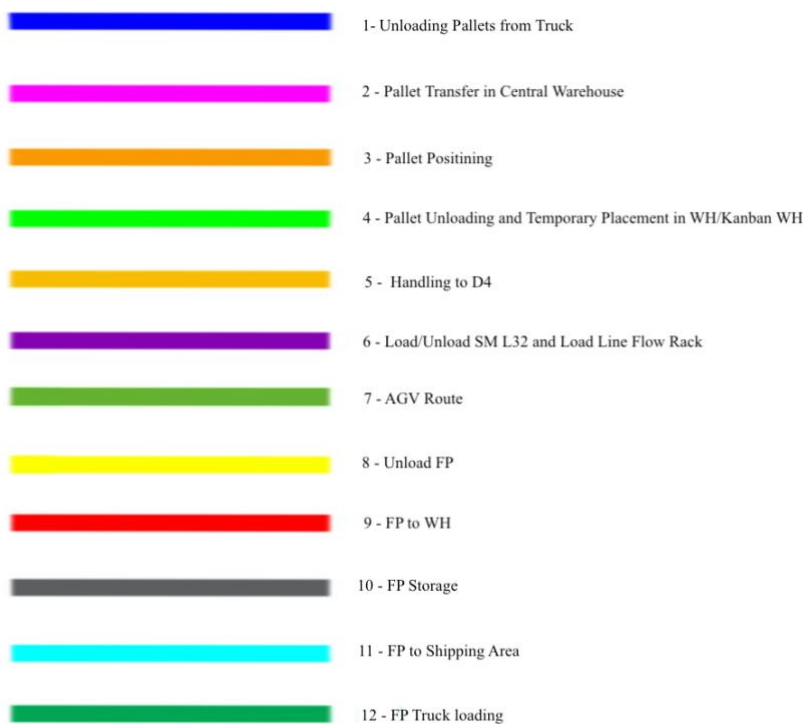 1- Unloading Pallets from Truck
2 - Pallet Transfer in Central Warehouse
3 - Pallet Positining
4 - Pallet Unloading and Temporary Placement in WH/Kanban WH
5 -  Handling to D4
6 - Load/Unload SM L32 and Load Line Flow Rack
7 - AGV Route
8 - Unload FP
9 - FP to WH
10 - FP Storage
11 - FP to Shipping Area
12 - FP Truck loading